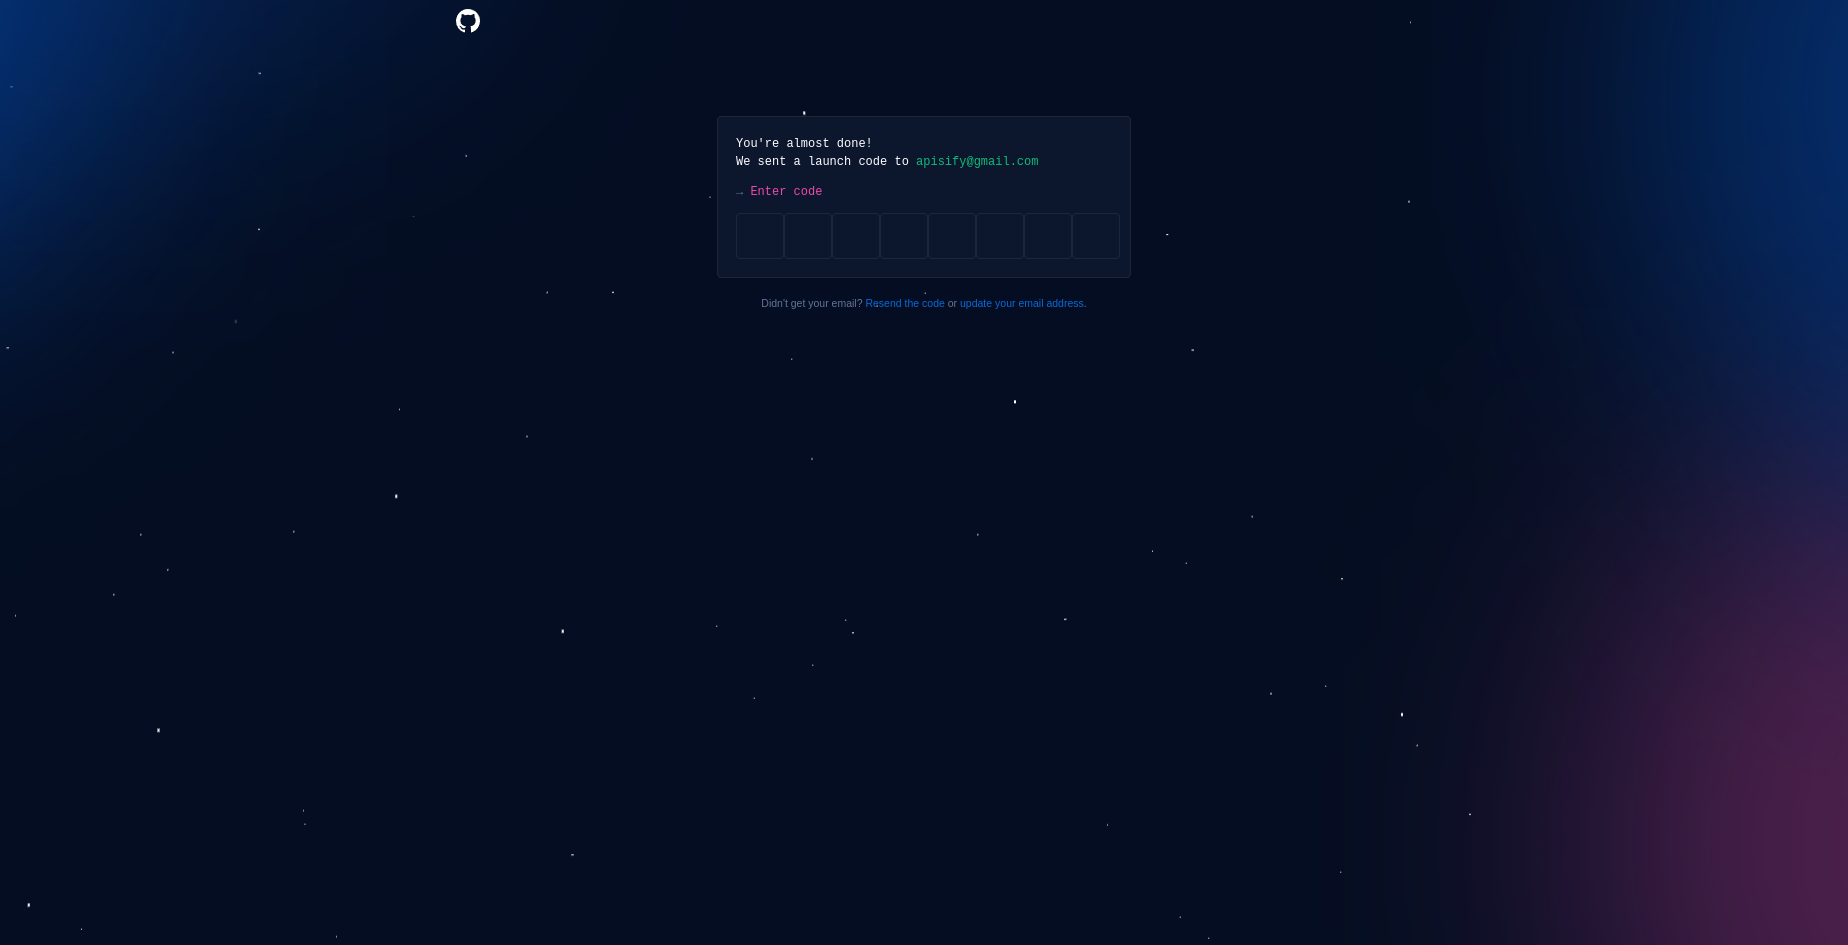 You're almost done!
We sent a launch code to apisify@gmail.com
→ Enter code
Didn't get your email? Resend the code or update your email address.